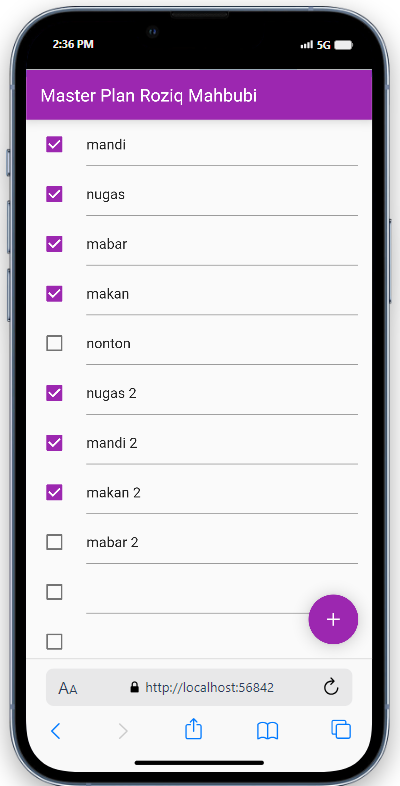 2:36 PM 5G
Master Plan Roziq Mahbubi
mandi
nugas
mabar
makan
nonton
nugas 2
mandi 2
makan 2
mabar 2
+
AA http://localhost:56842